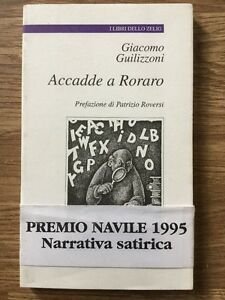 I LIBRI DELLO ZELIG
Giacomo
Guilizzoni
Accadde a Roraro
Prefazione di Patrizio Roversi
PREMIO NAVILE 1995
Narrativa satirica